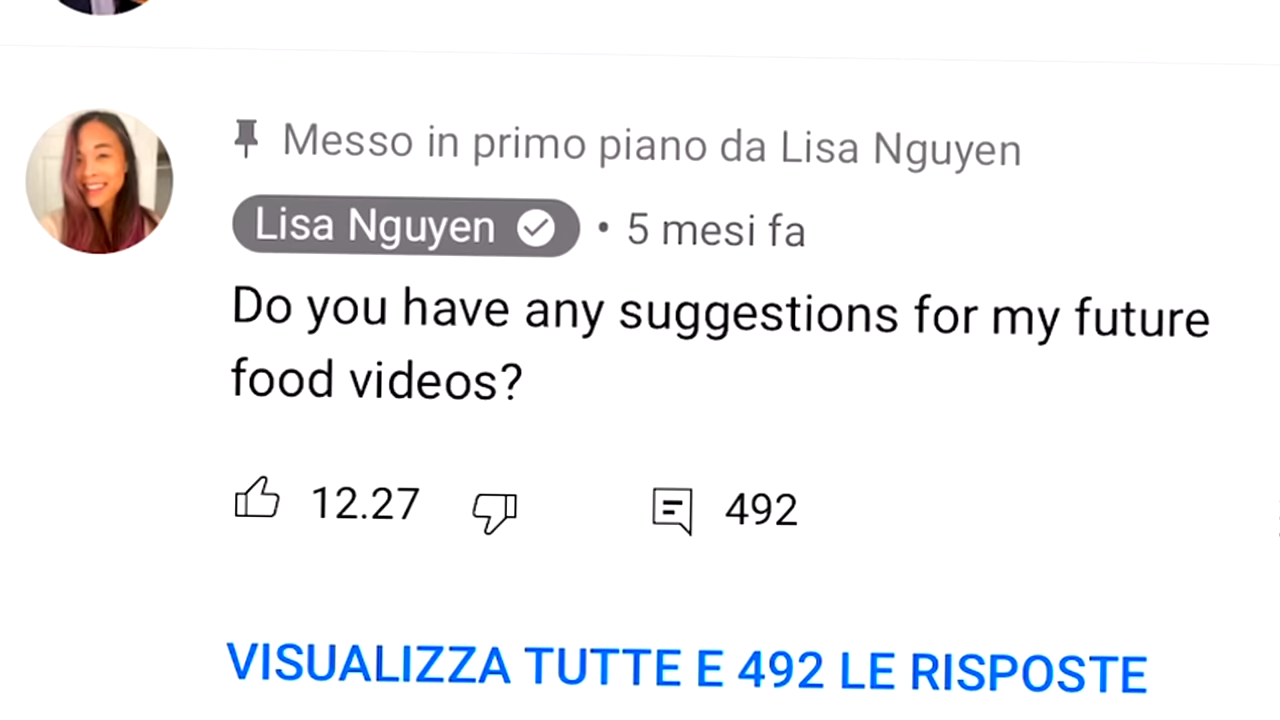 Messo in primo piano da Lisa Nguyen
Lisa Nguyen • 5 mesi fa
Do you have any suggestions for my future
food videos?
12.27 492
VISUALIZZA TUTTE E 492 LE RISPOSTE